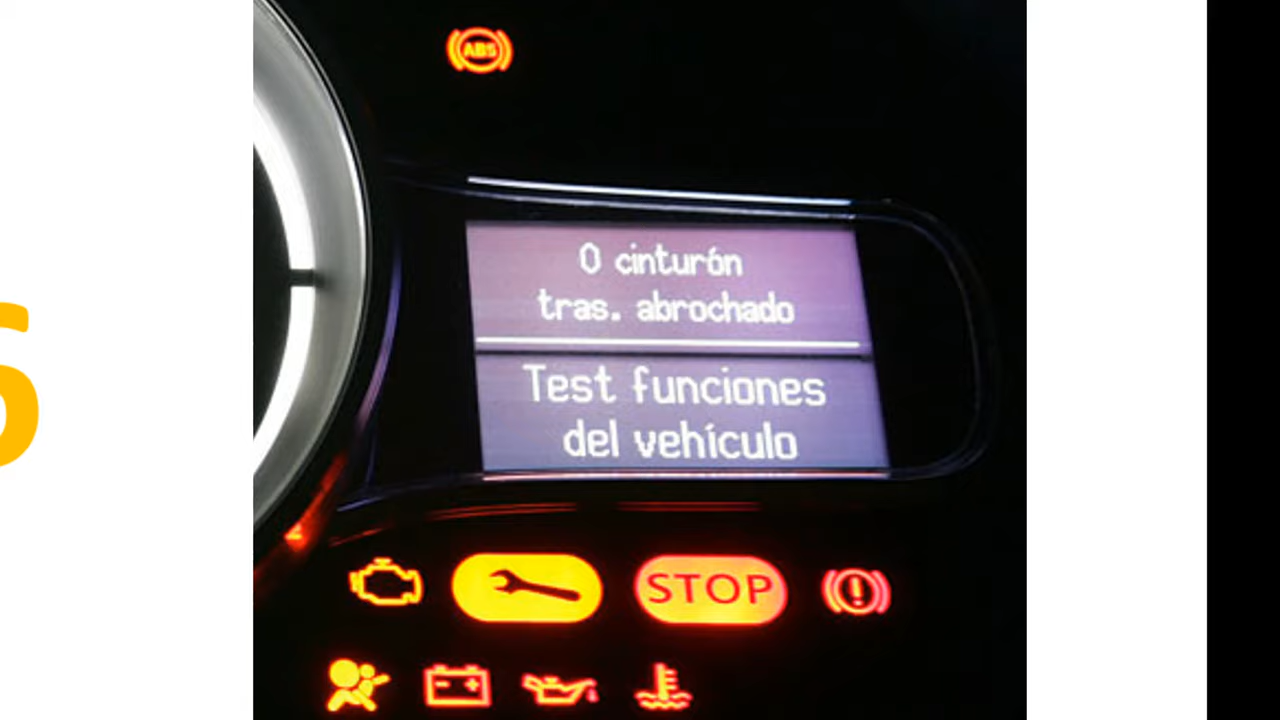 ABS
0 cinturón
tras. abrochado
Test funciones
del vehículo
STOP